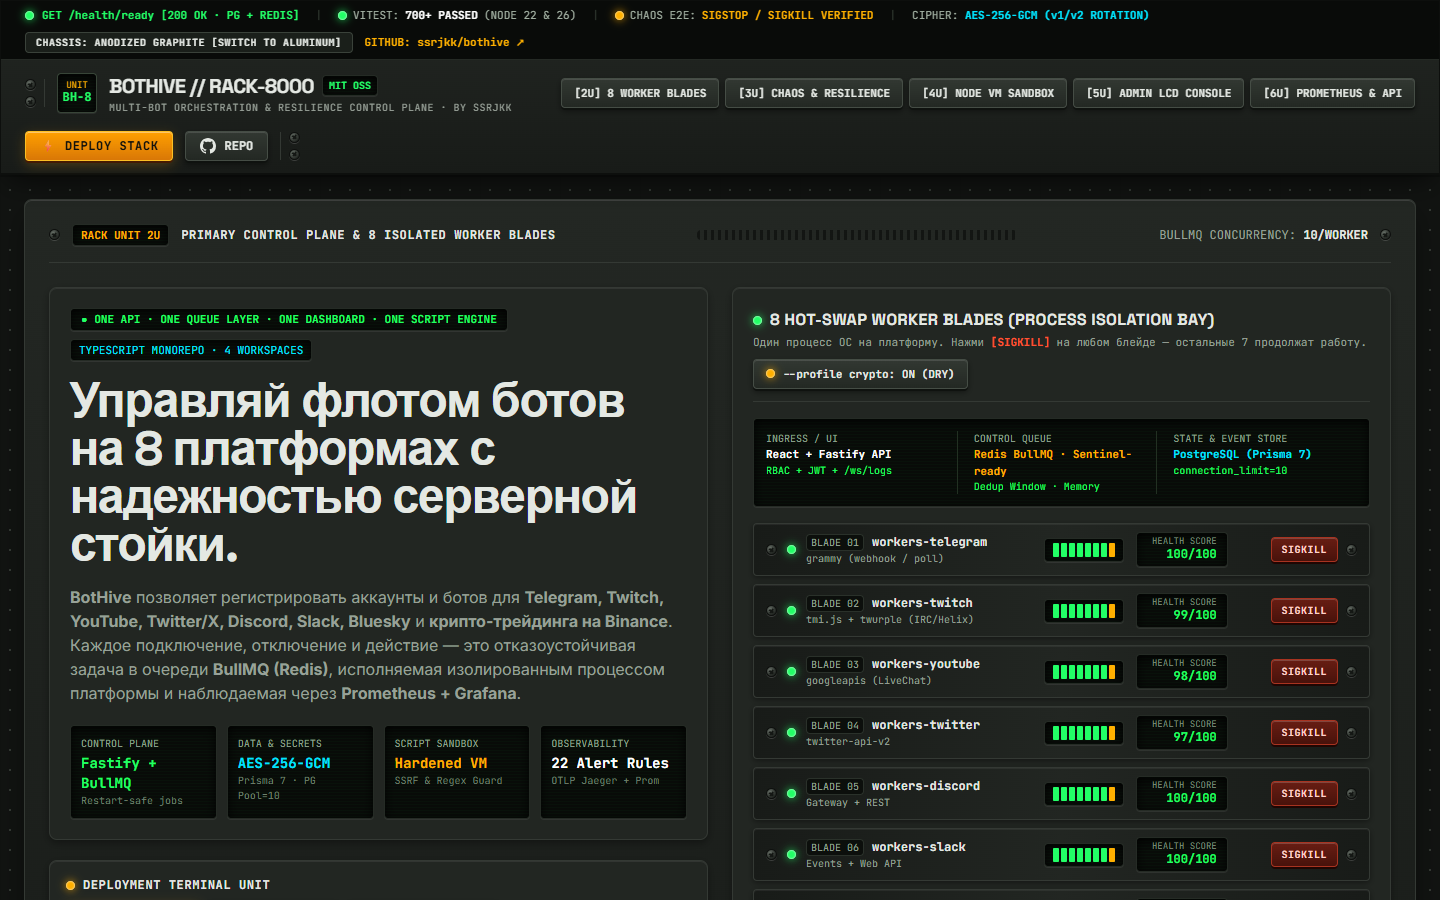 GET /health/ready [200 OK · PG + REDIS]
VITEST: 700+ PASSED (NODE 22 & 26)
CHAOS E2E: SIGSTOP / SIGKILL VERIFIED
CIPHER: AES-256-GCM (v1/v2 ROTATION)
CHASSIS: ANODIZED GRAPHITE [SWITCH TO ALUMINUM]
GITHUB: ssrjkk/bothive ↗
UNIT
BH-8
BOTHIVE // RACK-8000
MIT OSS
MULTI-BOT ORCHESTRATION & RESILIENCE CONTROL PLANE · BY SSRJKK
[2U] 8 WORKER BLADES
[3U] CHAOS & RESILIENCE
[4U] NODE VM SANDBOX
[5U] ADMIN LCD CONSOLE
[6U] PROMETHEUS & API
DEPLOY STACK
REPO
RACK UNIT 2U
PRIMARY CONTROL PLANE & 8 ISOLATED WORKER BLADES
BULLMQ CONCURRENCY: 10/WORKER
● ONE API · ONE QUEUE LAYER · ONE DASHBOARD · ONE SCRIPT ENGINE
TYPESCRIPT MONOREPO · 4 WORKSPACES
Управляй флотом ботов
на 8 платформах с
надежностью серверной
стойки.
BotHive позволяет регистрировать аккаунты и ботов для Telegram, Twitch,
YouTube, Twitter/X, Discord, Slack, Bluesky и крипто-трейдинга на Binance.
Каждое подключение, отключение и действие — это отказоустойчивая
задача в очереди BullMQ (Redis), исполняемая изолированным процессом
платформы и наблюдаемая через Prometheus + Grafana.
CONTROL PLANE
Fastify +
BullMQ
Restart-safe jobs
DATA & SECRETS
AES-256-GCM
Prisma 7 · PG
Pool=10
SCRIPT SANDBOX
Hardened VM
SSRF & Regex Guard
OBSERVABILITY
22 Alert Rules
OTLP Jaeger + Prom
DEPLOYMENT TERMINAL UNIT
8 HOT-SWAP WORKER BLADES (PROCESS ISOLATION BAY)
Один процесс ОС на платформу. Нажми [SIGKILL] на любом блейде — остальные 7 продолжат работу.
--profile crypto: ON (DRY)
INGRESS / UI
React + Fastify API
RBAC + JWT + /ws/logs
CONTROL QUEUE
Redis BullMQ · Sentinel-
ready
Dedup Window · Memory
STATE & EVENT STORE
PostgreSQL (Prisma 7)
connection_limit=10
BLADE 01 workers-telegram
grammy (webhook / poll)
HEALTH SCORE
100/100
SIGKILL
BLADE 02 workers-twitch
tmi.js + twurple (IRC/Helix)
HEALTH SCORE
99/100
SIGKILL
BLADE 03 workers-youtube
googleapis (LiveChat)
HEALTH SCORE
98/100
SIGKILL
BLADE 04 workers-twitter
twitter-api-v2
HEALTH SCORE
97/100
SIGKILL
BLADE 05 workers-discord
Gateway + REST
HEALTH SCORE
100/100
SIGKILL
BLADE 06 workers-slack
Events + Web API
HEALTH SCORE
100/100
SIGKILL